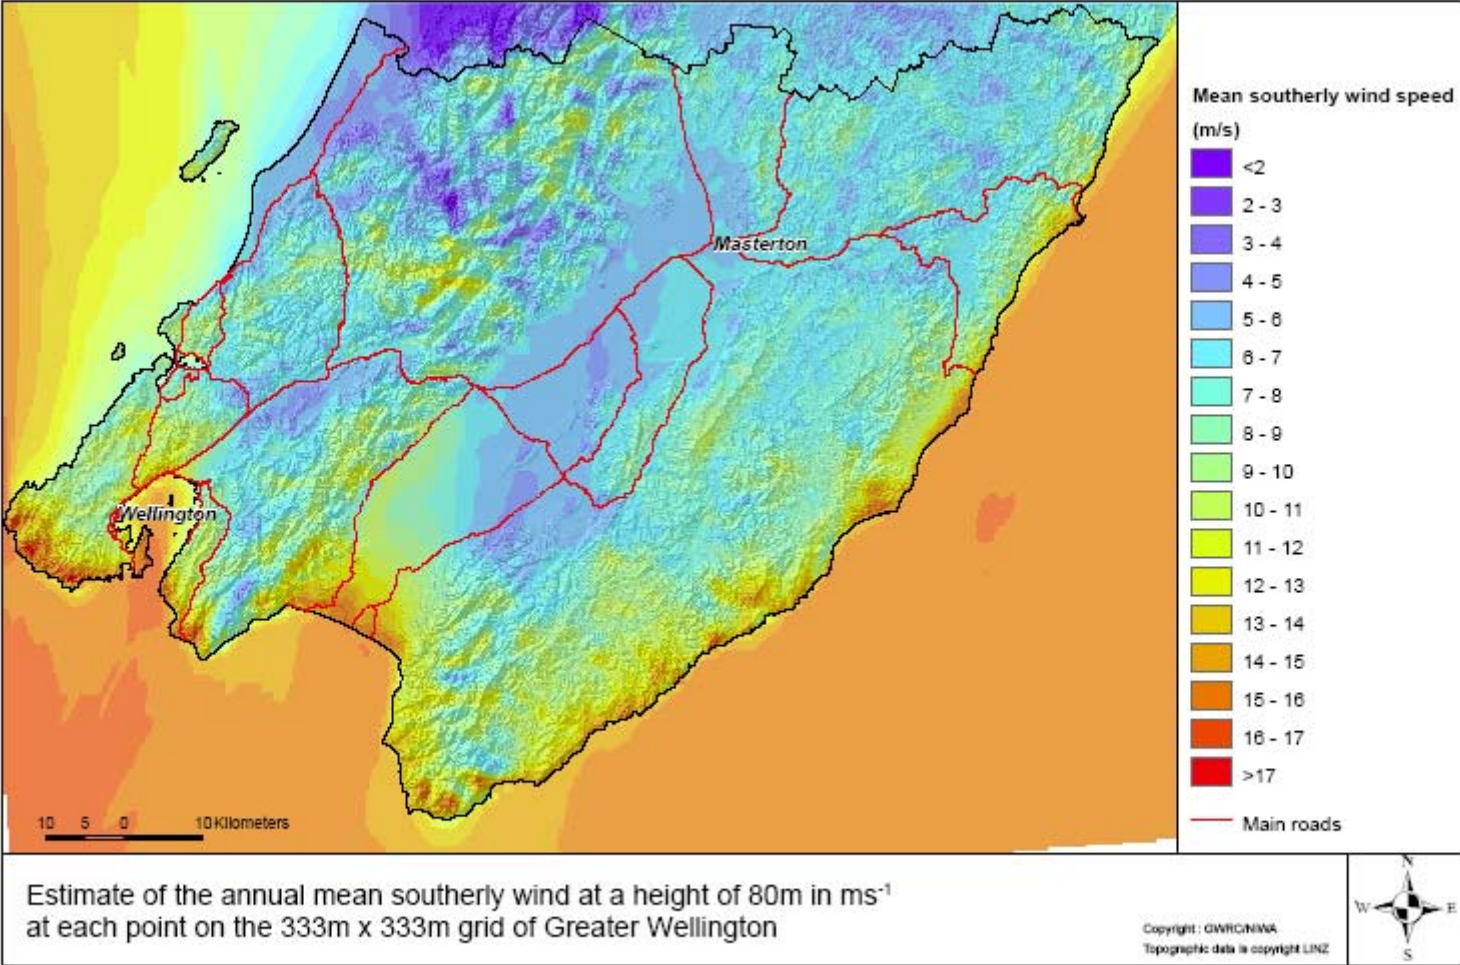 Mean southerly wind speed
(m/s)
<2
2 - 3
3 - 4
4 - 5
5 - 6
6 - 7
7 - 8
8 - 9
9 - 10
10 - 11
11 - 12
12 - 13
13 - 14
14 - 15
15 - 16
16 - 17
>17
Main roads
Masterton
Wellington
10 5 0 10 Kilometers
Estimate of the annual mean southerly wind at a height of 80m in ms⁻¹
at each point on the 333m x 333m grid of Greater Wellington
Copyright : GWRC/NIWA
Topographic data is copyright LINZ
N
W E
S